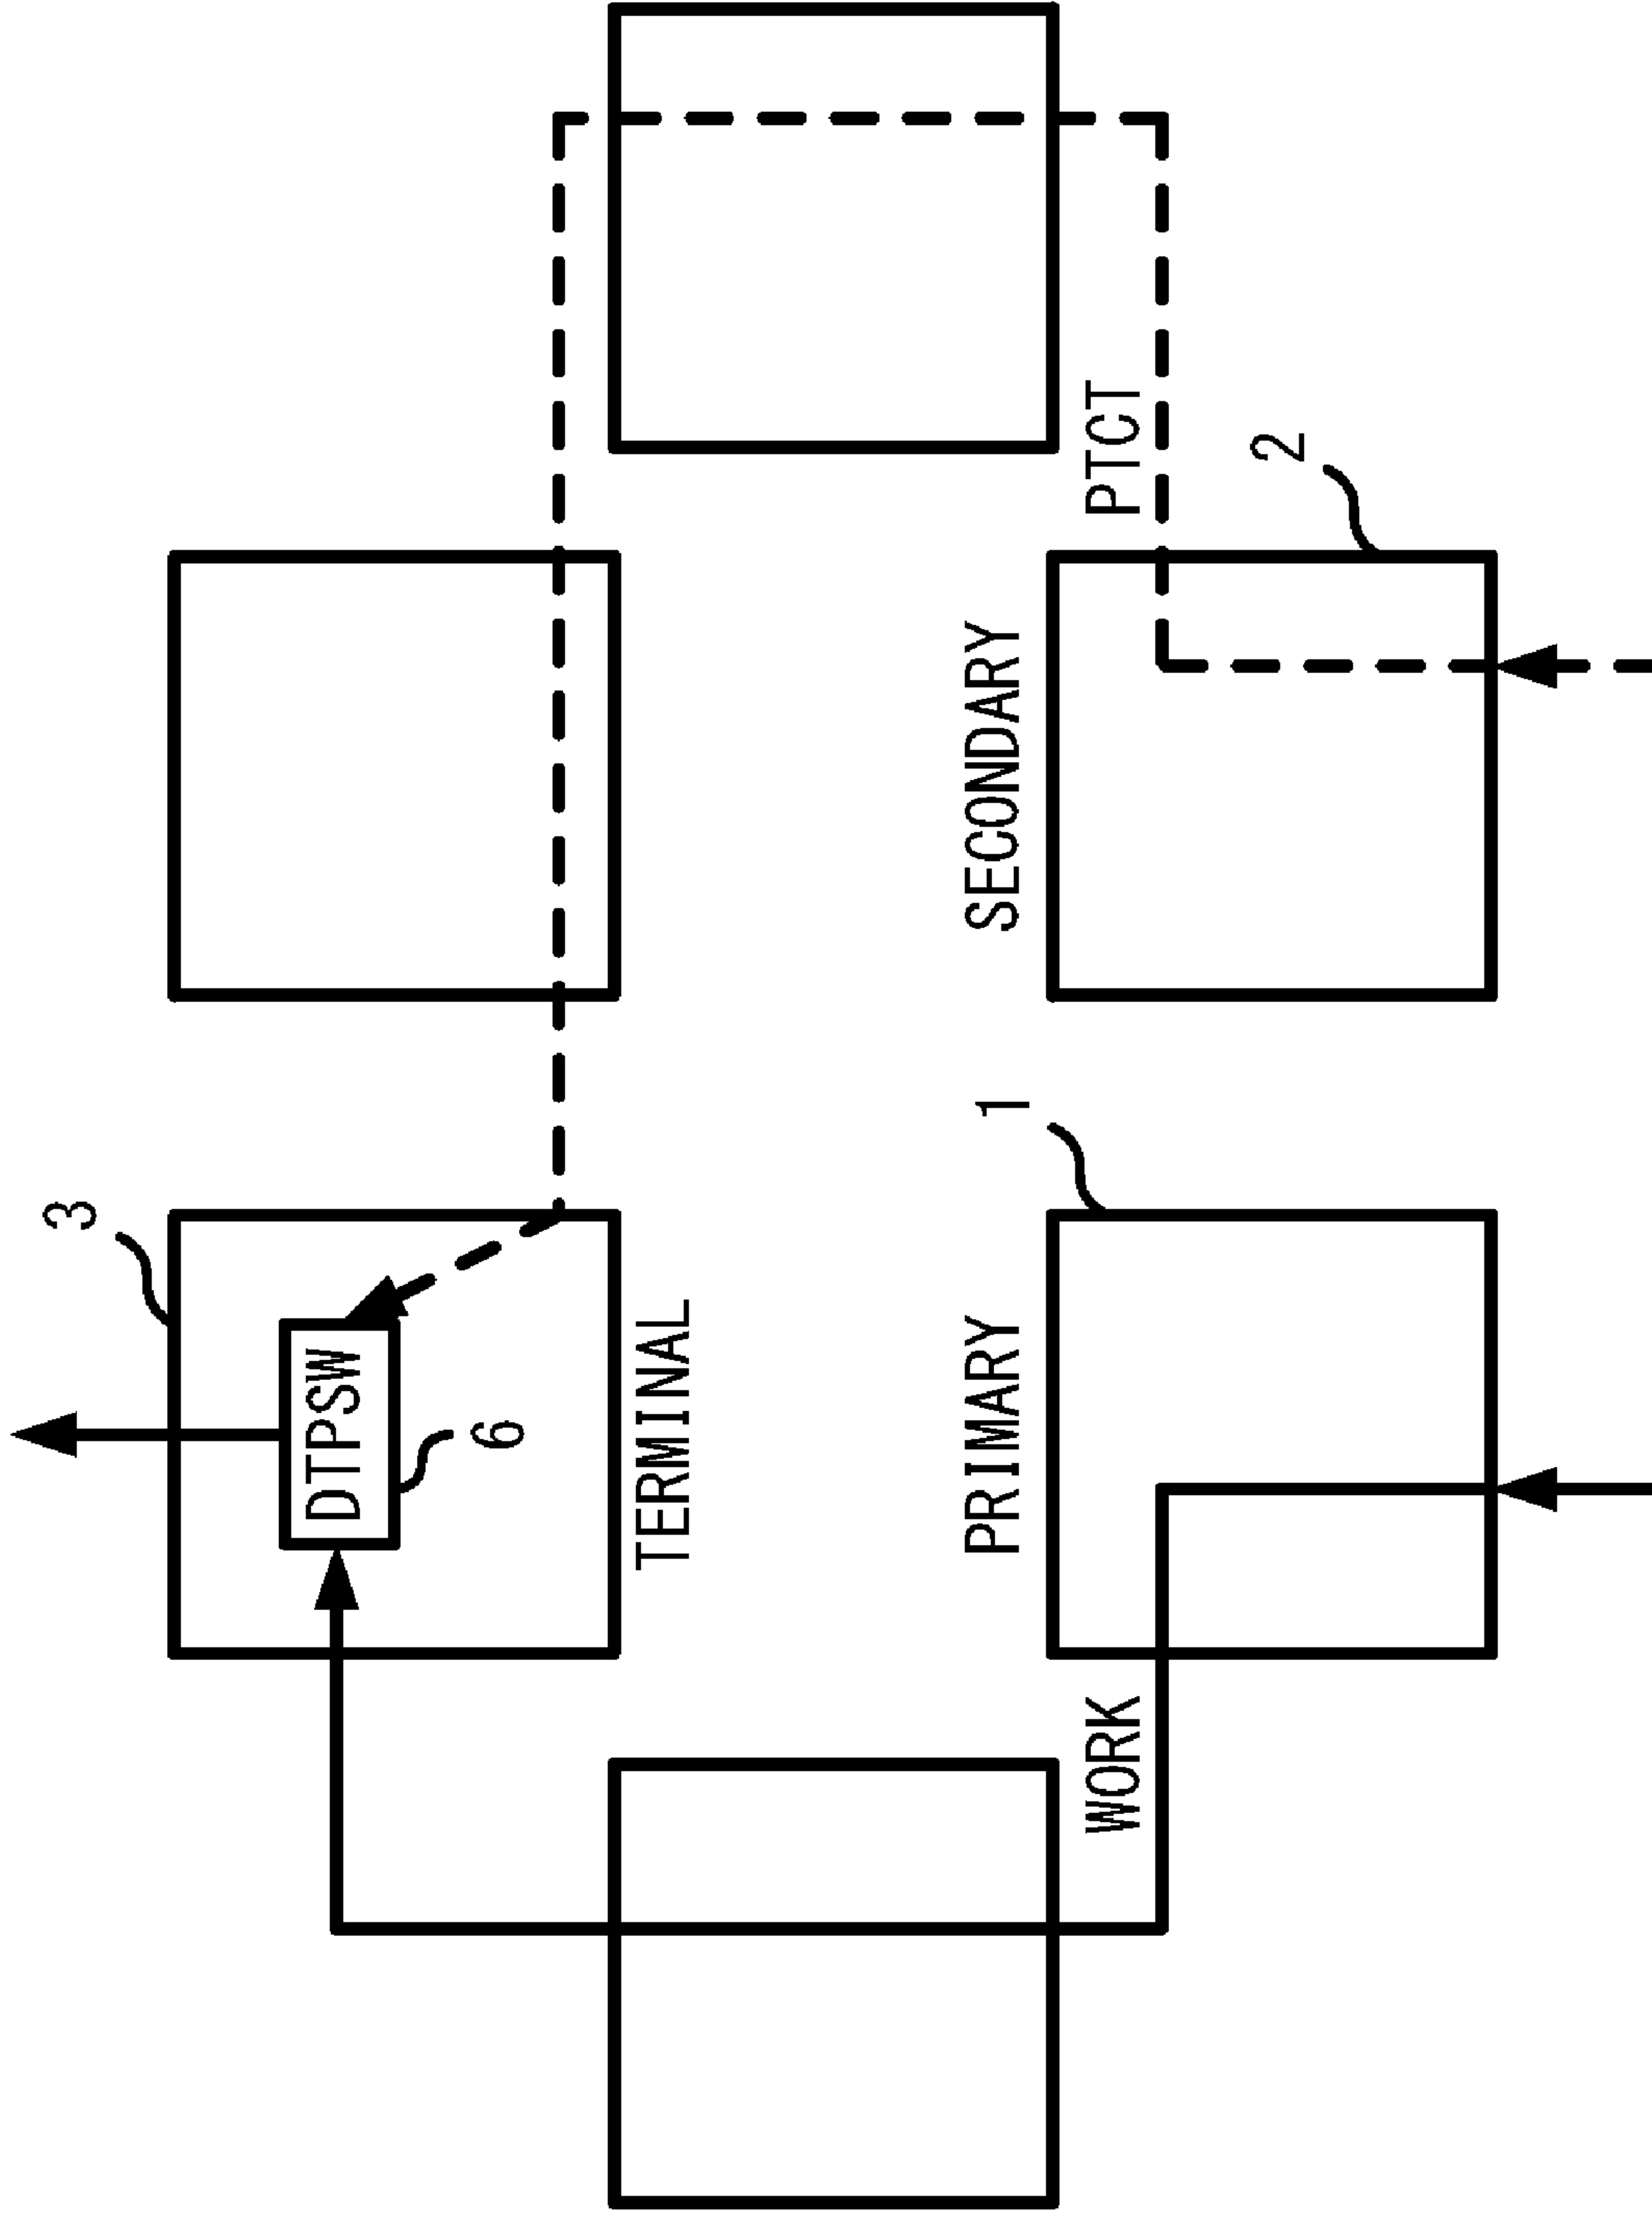 3
DTPSW
6
TERMINAL
PRIMARY
1
SECONDARY
WORK
PTCT
2